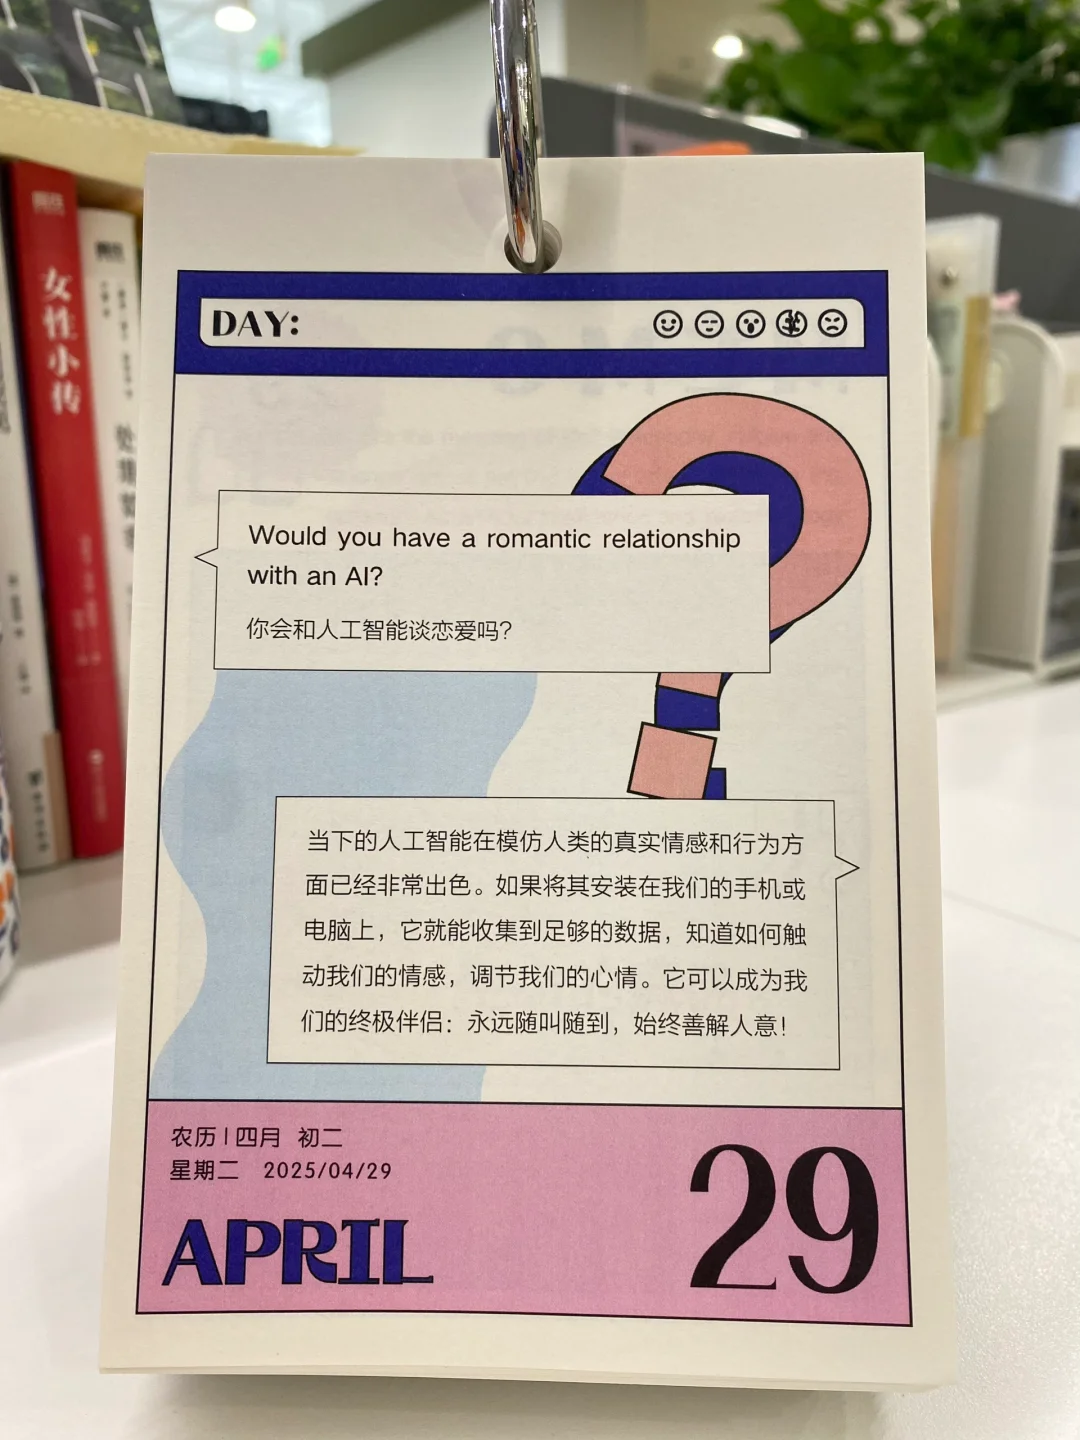 女性小传
DAY:
Would you have a romantic relationship
with an AI?
你会和人工智能谈恋爱吗?
当下的人工智能在模仿人类的真实情感和行为方
面已经非常出色。如果将其安装在我们的手机或
电脑上，它就能收集到足够的数据，知道如何触
动我们的情感，调节我们的心情。它可以成为我
们的终极伴侣：永远随叫随到，始终善解人意！
农历|四月 初二
星期二 2025/04/29
APRIL
29